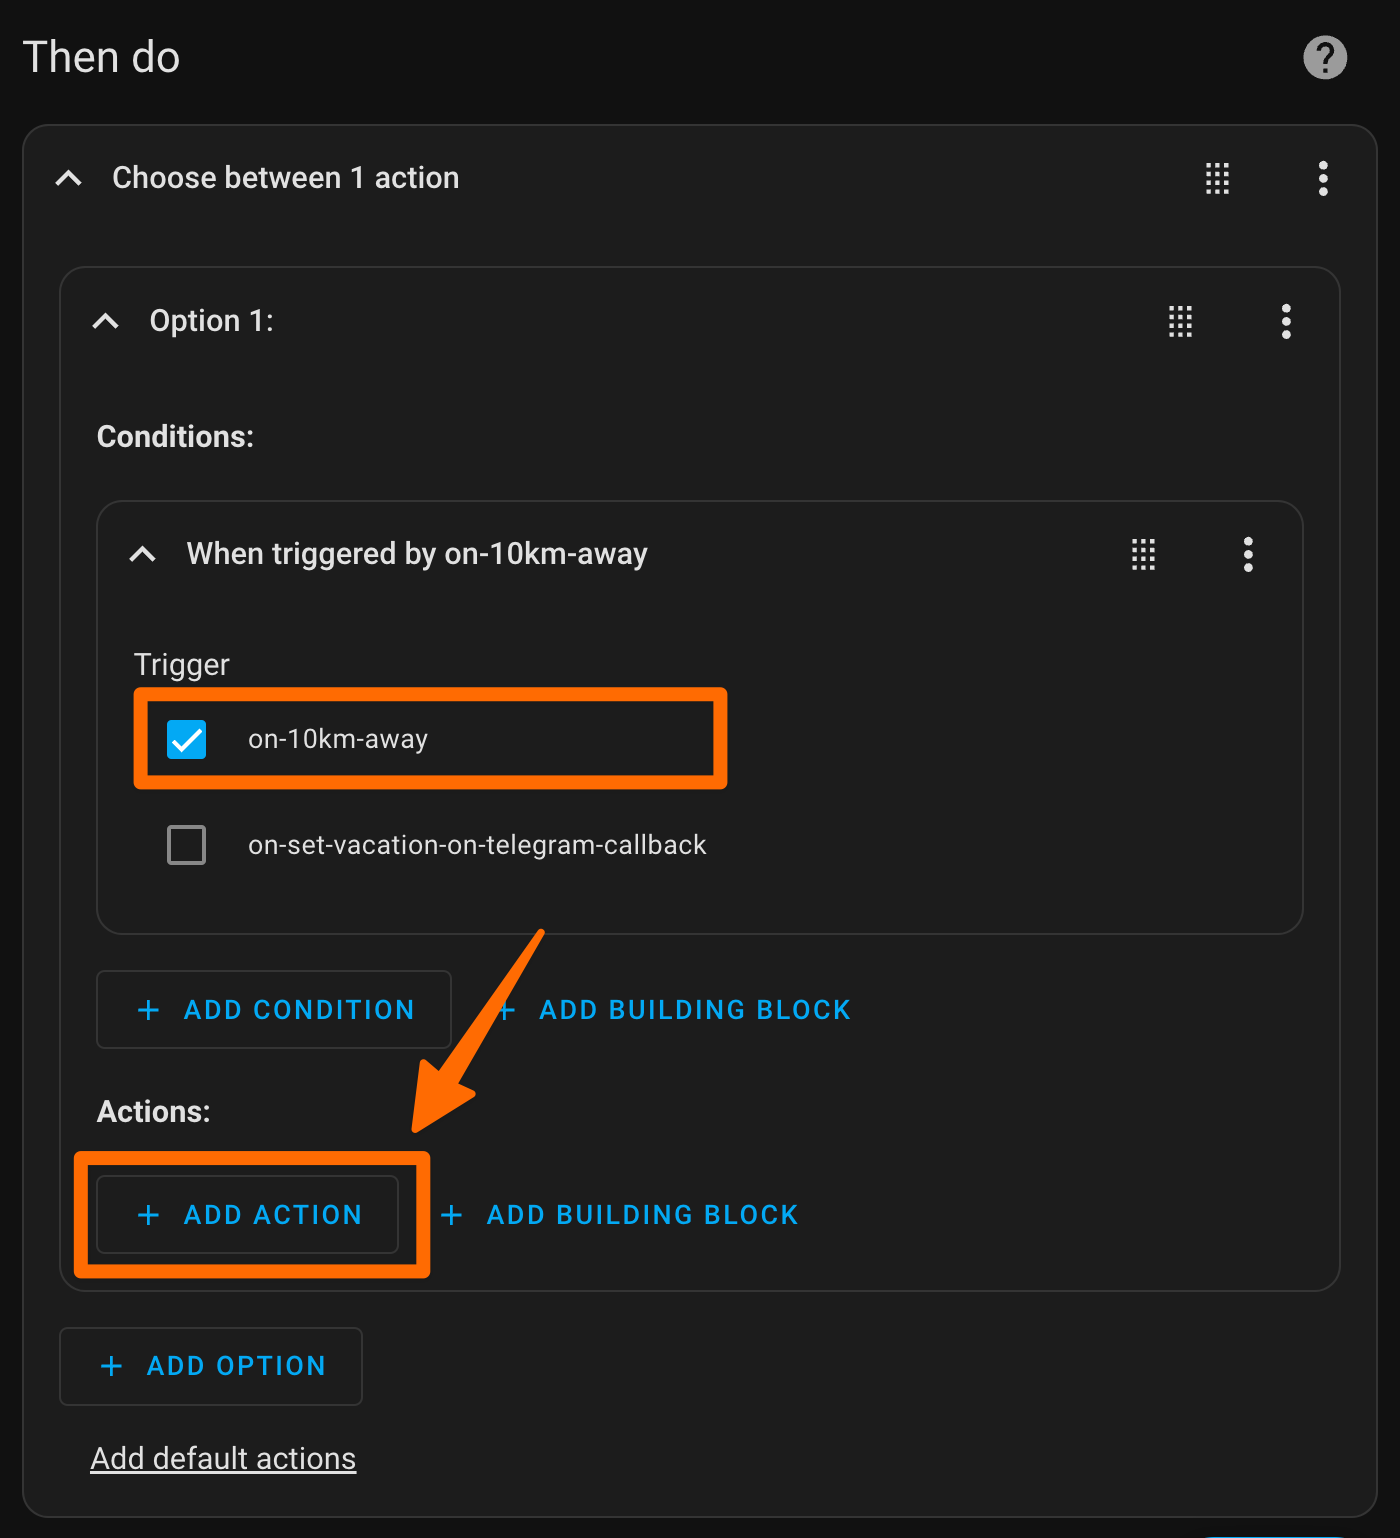 Then do
?
Choose between 1 action
Option 1:
Conditions:
When triggered by on-10km-away
Trigger
on-10km-away
on-set-vacation-on-telegram-callback
+ ADD CONDITION + ADD BUILDING BLOCK
Actions:
+ ADD ACTION + ADD BUILDING BLOCK
+ ADD OPTION
Add default actions